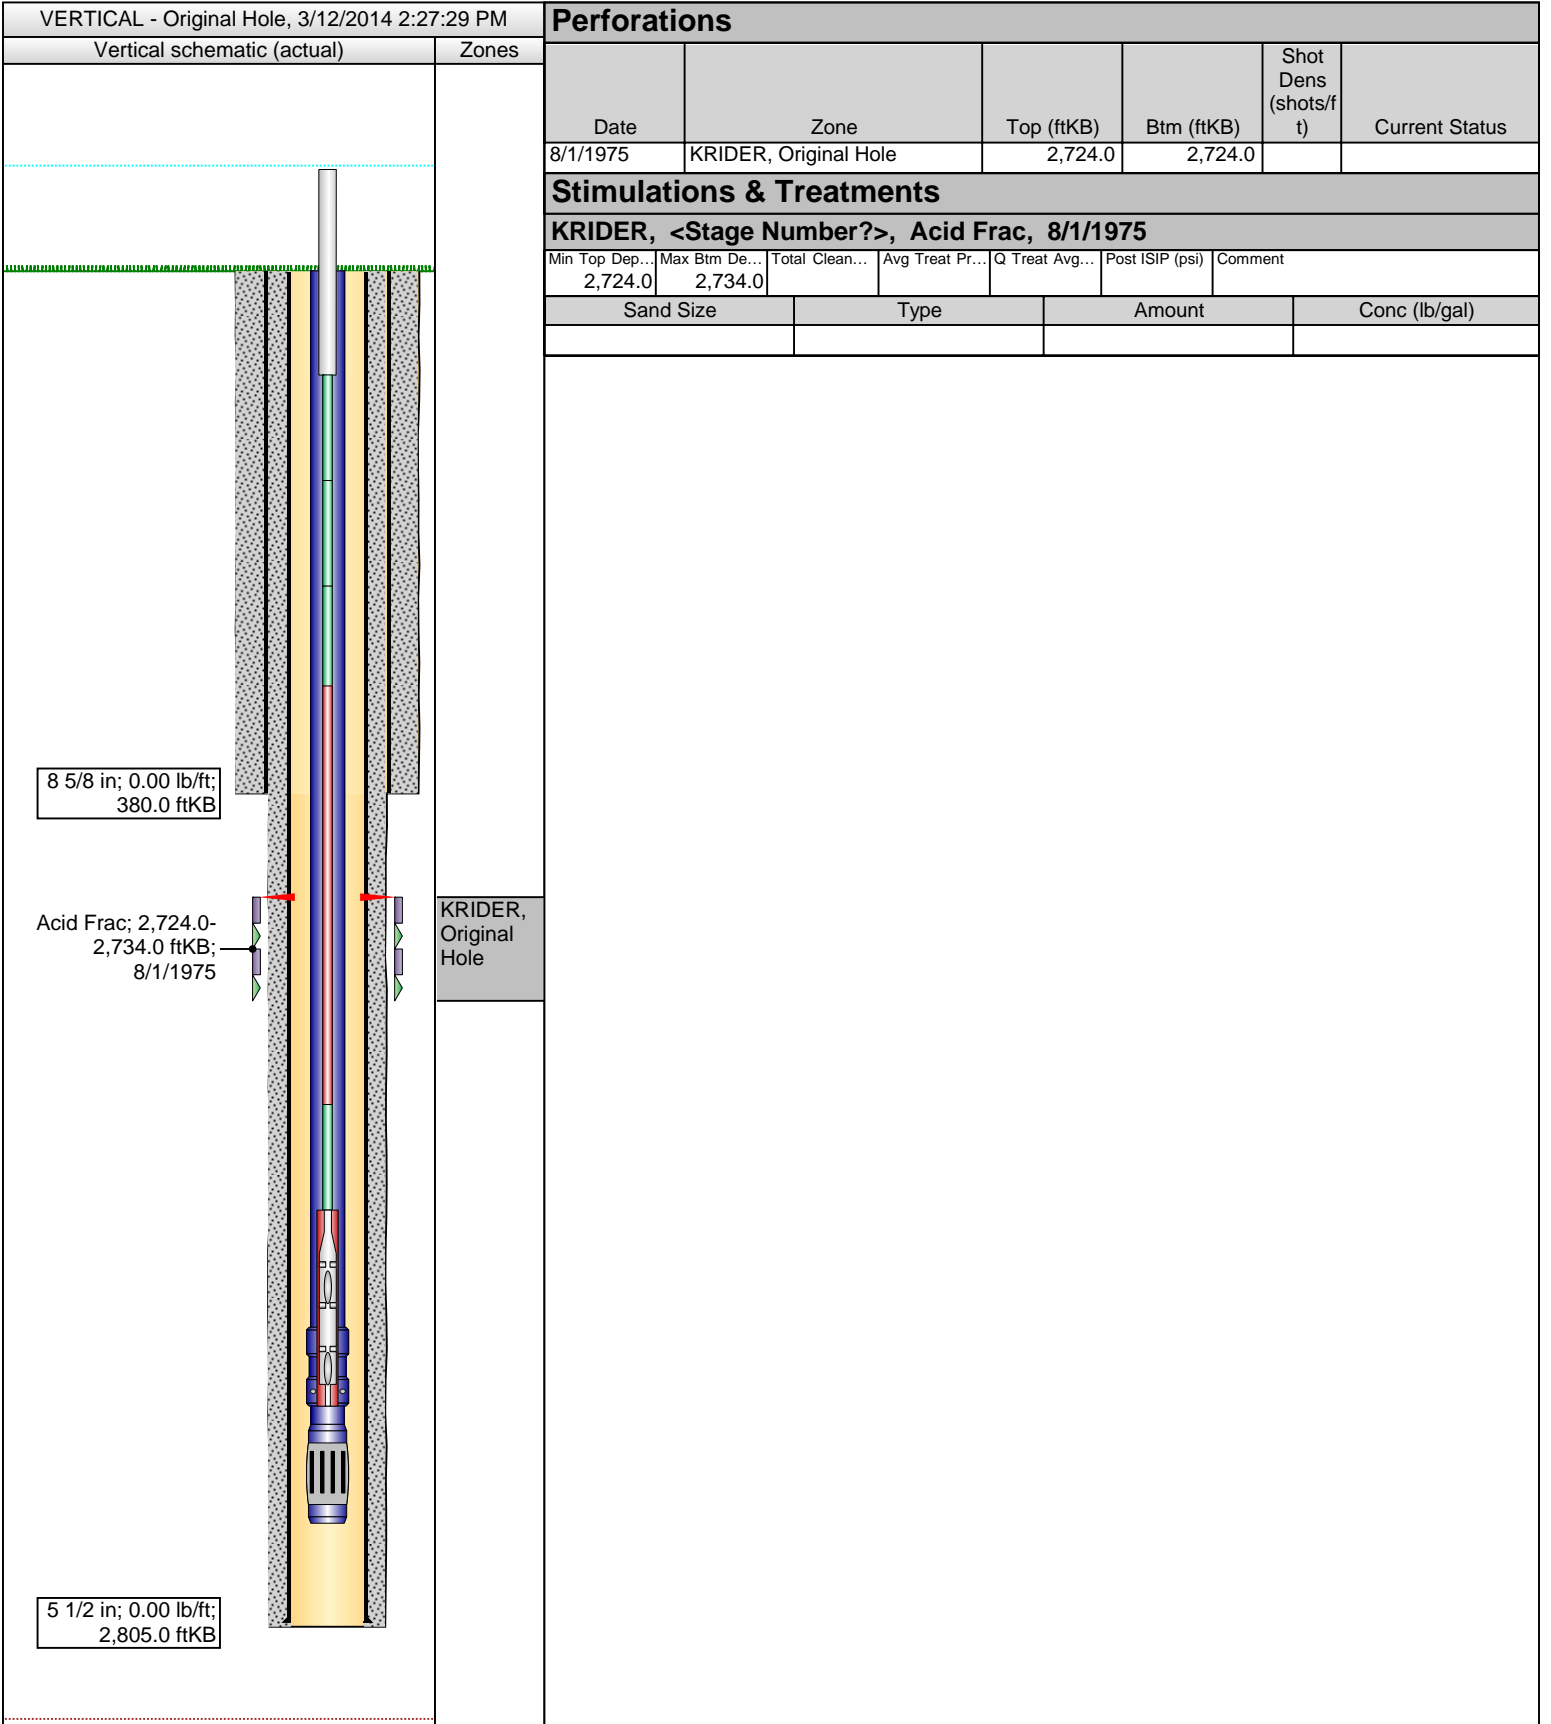 VERTICAL - Original Hole, 3/12/2014 2:27:29 PM
Vertical schematic (actual)
Zones
8 5/8 in; 0.00 lb/ft;
380.0 ftKB
Acid Frac; 2,724.0-
2,734.0 ftKB;
8/1/1975
KRIDER,
Original
Hole
5 1/2 in; 0.00 lb/ft;
2,805.0 ftKB
Perforations
Date
Zone
Top (ftKB)
Btm (ftKB)
Shot
Dens
(shots/f
t)
Current Status
8/1/1975 KRIDER, Original Hole 2,724.0 2,724.0
Stimulations & Treatments
KRIDER, <Stage Number?>, Acid Frac, 8/1/1975
Min Top Dep... Max Btm De... Total Clean... Avg Treat Pr... Q Treat Avg... Post ISIP (psi) Comment
2,724.0 2,734.0
Sand Size Type Amount Conc (lb/gal)